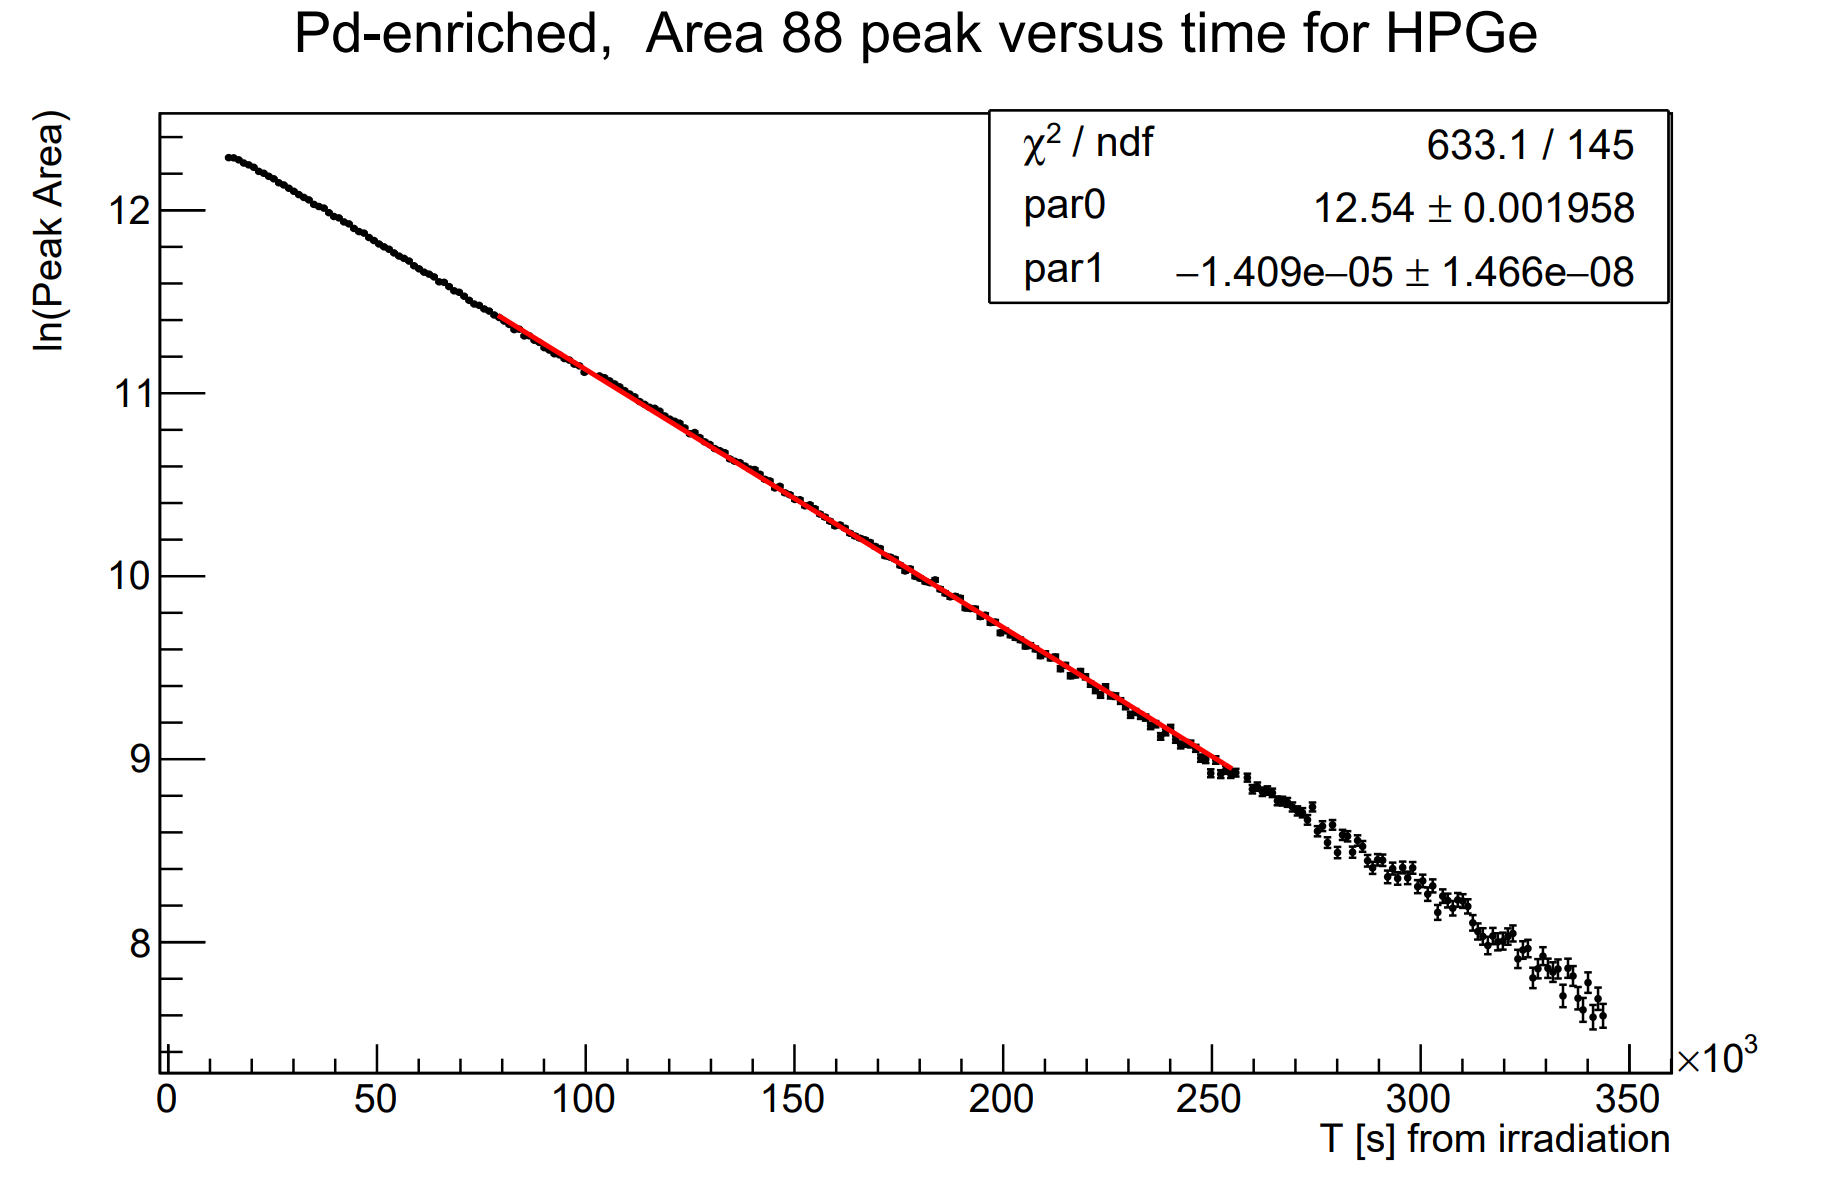 Pd-enriched,  Area 88 peak versus time for HPGe
ln(Peak Area)
χ² / ndf 633.1 / 145
par0 12.54 ± 0.001958
par1 −1.409e−05 ± 1.466e−08
12
11
10
9
8
0 50 100 150 200 250 300 350
×10³
T [s] from irradiation